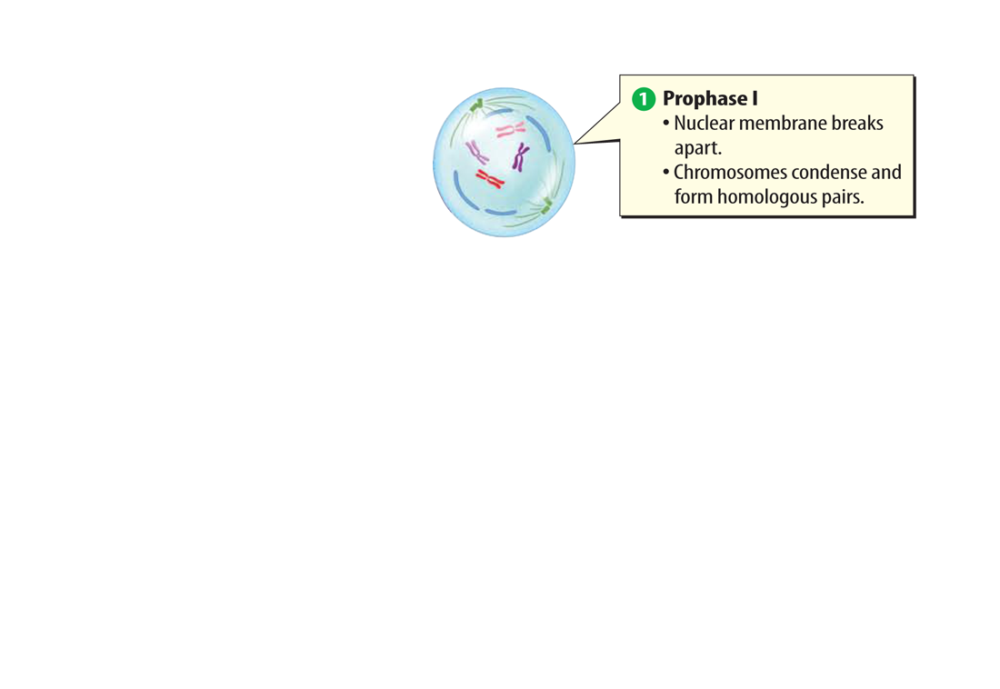 1 Prophase I
• Nuclear membrane breaks
apart.
• Chromosomes condense and
form homologous pairs.